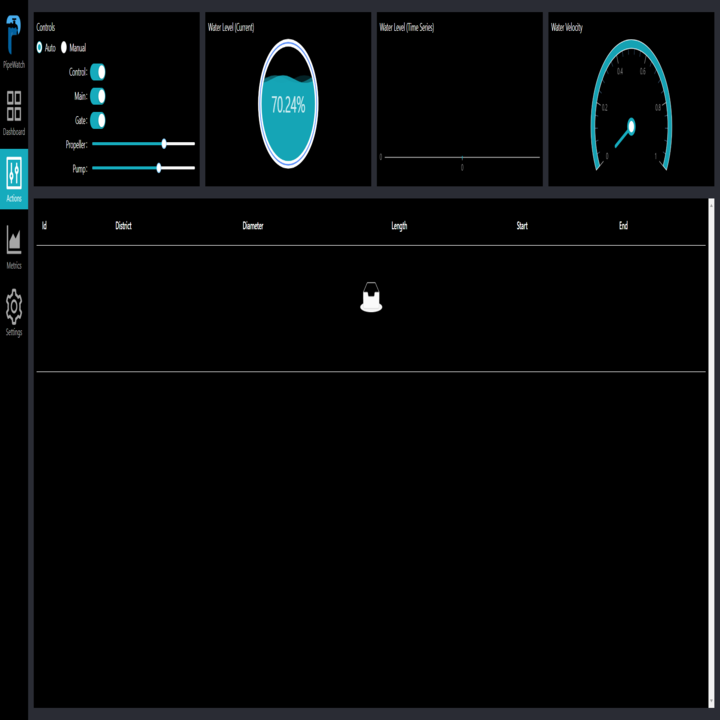 PipeWatch
Dashboard
Actions
Metrics
Settings
Controls
Auto Manual
Control:
Main:
Gate:
Propeller:
Pump:
Water Level (Current)
70.24%
Water Level (Time Series)
0
0
Water Velocity
0 0.2 0.4 0.6 0.8 1
Id District Diameter Length Start End